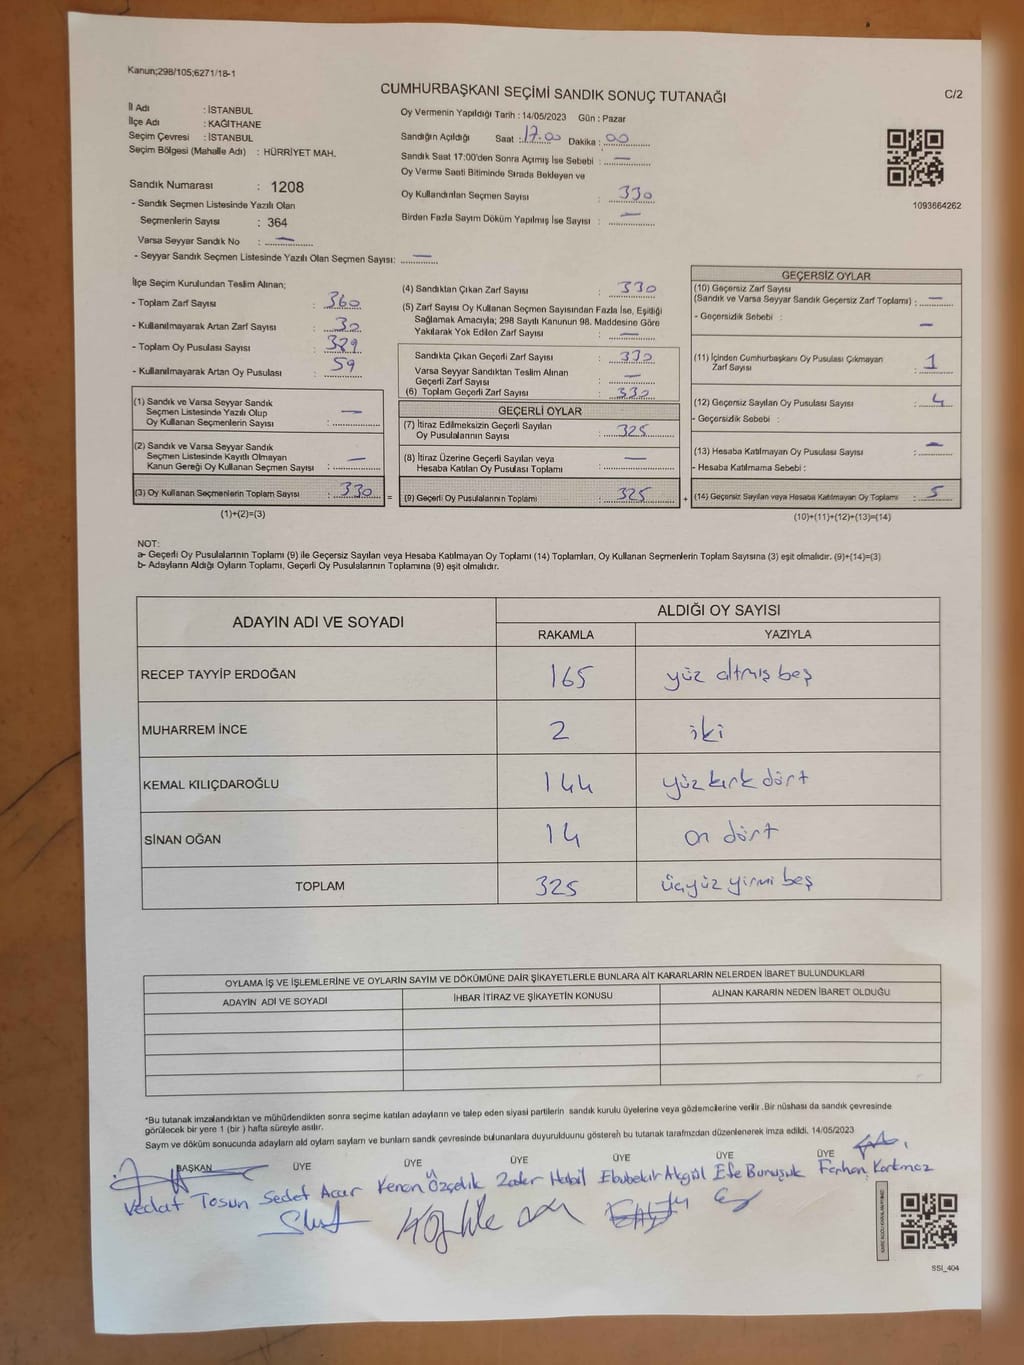 Kanun;298/105;6271/18-1
CUMHURBAŞKANI SEÇİMİ SANDIK SONUÇ TUTANAĞI
C/2
İl Adı : İSTANBUL
İlçe Adı : KAĞITHANE
Seçim Çevresi : İSTANBUL
Seçim Bölgesi (Mahalle Adı) : HÜRRİYET MAH.
Sandık Numarası : 1208
- Sandık Seçmen Listesinde Yazılı Olan
Seçmenlerin Sayısı : 364
Varsa Seyyar Sandık No : —
- Seyyar Sandık Seçmen Listesinde Yazılı Olan Seçmen Sayısı: —
Oy Vermenin Yapıldığı Tarih : 14/05/2023 Gün : Pazar
Sandığın Açıldığı Saat : 17.00 Dakika : 00
Sandık Saat 17:00'den Sonra Açımış İse Sebebi : —
Oy Verme Saati Bitiminde Sırada Bekleyen ve
Oy Kullandırılan Seçmen Sayısı : 330
Birden Fazla Sayım Döküm Yapılmış İse Sayısı : —
1093664262
İlçe Seçim Kurulundan Teslim Alınan;
- Toplam Zarf Sayısı : 360
- Kullanılmayarak Artan Zarf Sayısı : 30
- Toplam Oy Pusulası Sayısı : 389
- Kullanılmayarak Artan Oy Pusulası : 59
(1) Sandık ve Varsa Seyyar Sandık
Seçmen Listesinde Yazılı Olup
Oy Kullanan Seçmenlerin Sayısı : —
(2) Sandık ve Varsa Seyyar Sandık
Seçmen Listesinde Kayıtlı Olmayan
Kanun Gereği Oy Kullanan Seçmen Sayısı : —
(3) Oy Kullanan Seçmenlerin Toplam Sayısı : 330 =
(1)+(2)=(3)
(4) Sandıktan Çıkan Zarf Sayısı : 330
(5) Zarf Sayısı Oy Kullanan Seçmen Sayısından Fazla İse, Eşitliği
Sağlamak Amacıyla; 298 Sayılı Kanunun 98. Maddesine Göre
Yakılarak Yok Edilen Zarf Sayısı : —
Sandıkta Çıkan Geçerli Zarf Sayısı : 330
Varsa Seyyar Sandıktan Teslim Alınan
Geçerli Zarf Sayısı : —
(6) Toplam Geçerli Zarf Sayısı : 330
GEÇERLİ OYLAR
(7) İtiraz Edilmeksizin Geçerli Sayılan
Oy Pusulalarının Sayısı : 325
(8) İtiraz Üzerine Geçerli Sayılan veya
Hesaba Katılan Oy Pusulası Toplamı : —
(9) Geçerli Oy Pusulalarının Toplamı : 325 +
GEÇERSİZ OYLAR
(10) Geçersiz Zarf Sayısı
(Sandık ve Varsa Seyyar Sandık Geçersiz Zarf Toplamı) : —
- Geçersizlik Sebebi : —
(11) İçinden Cumhurbaşkanı Oy Pusulası Çıkmayan
Zarf Sayısı : 1
(12) Geçersiz Sayılan Oy Pusulası Sayısı : 4
- Geçersizlik Sebebi :
(13) Hesaba Katılmayan Oy Pusulası Sayısı : —
- Hesaba Katılmama Sebebi :
(14) Geçersiz Sayılan veya Hesaba Katılmayan Oy Toplamı : 5
(10)+(11)+(12)+(13)=(14)
NOT:
a- Geçerli Oy Pusulalarının Toplamı (9) ile Geçersiz Sayılan veya Hesaba Katılmayan Oy Toplamı (14) Toplamları, Oy Kullanan Seçmenlerin Toplam Sayısına (3) eşit olmalıdır. (9)+(14)=(3)
b- Adayların Aldığı Oyların Toplamı, Geçerli Oy Pusulalarının Toplamına (9) eşit olmalıdır.
ADAYIN ADI VE SOYADI
ALDIĞI OY SAYISI
RAKAMLA YAZIYLA
RECEP TAYYİP ERDOĞAN 165 yüz altmış beş
MUHARREM İNCE 2 iki
KEMAL KILIÇDAROĞLU 144 yüz kırk dört
SİNAN OĞAN 14 on dört
TOPLAM 325 üçyüz yirmi beş
OYLAMA İŞ VE İŞLEMLERİNE VE OYLARIN SAYIM VE DÖKÜMÜNE DAİR ŞİKAYETLERLE BUNLARA AİT KARARLARIN NELERDEN İBARET BULUNDUKLARI
ADAYIN ADI VE SOYADI İHBAR İTİRAZ VE ŞİKAYETİN KONUSU ALINAN KARARIN NEDEN İBARET OLDUĞU
*Bu tutanak imzalandıktan ve mühürlendikten sonra seçime katılan adayların ve talep eden siyasi partilerin sandık kurulu üyelerine veya gözlemcilerine verilir. Bir nüshası da sandık çevresinde
görülecek bir yere 1 (bir ) hafta süreyle asılır.
Sayım ve döküm sonucunda adayların ald oyların sayların ve bunların sandık çevresinde bulunanlara duyurulduunu gösteren bu tutanak tarafımızdan düzenlenerek imza edildi. 14/05/2023
BAŞKAN ÜYE ÜYE ÜYE ÜYE ÜYE ÜYE
Vedat Tosun Sedet Acar Kenan Özçelik Zafer Habil Ebubekir Akgül Efe Buruşuk Ferhan Korkmaz
SSI_404